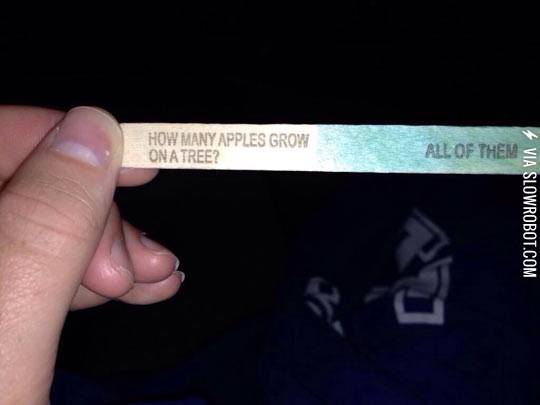 HOW MANY APPLES GROW
ON A TREE?
ALL OF THEM
VIA SLOWROBOT.COM